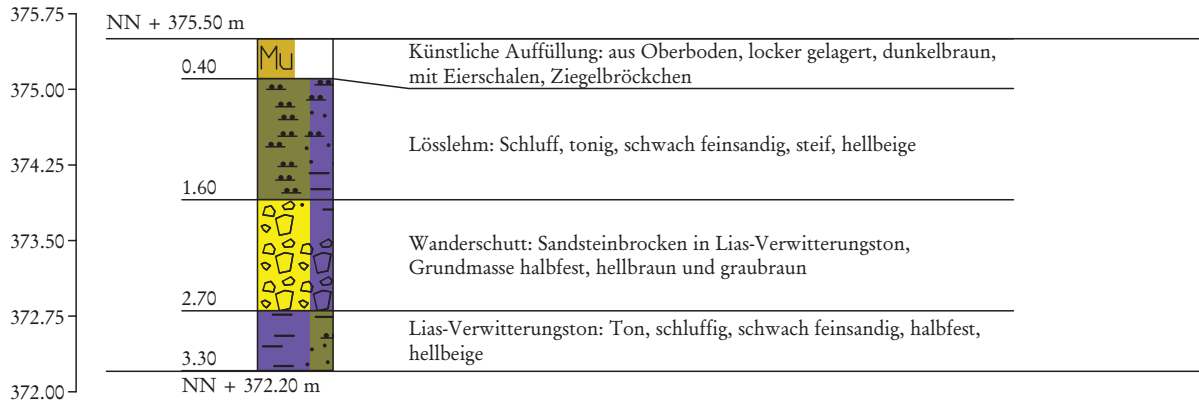 375.75
NN + 375.50 m
Mu
Künstliche Auffüllung: aus Oberboden, locker gelagert, dunkelbraun,
mit Eierschalen, Ziegelbröckchen
0.40
375.00
Lösslehm: Schluff, tonig, schwach feinsandig, steif, hellbeige
374.25
1.60
373.50
Wanderschutt: Sandsteinbrocken in Lias-Verwitterungston,
Grundmasse halbfest, hellbraun und graubraun
2.70
372.75
Lias-Verwitterungston: Ton, schluffig, schwach feinsandig, halbfest,
hellbeige
3.30
NN + 372.20 m
372.00